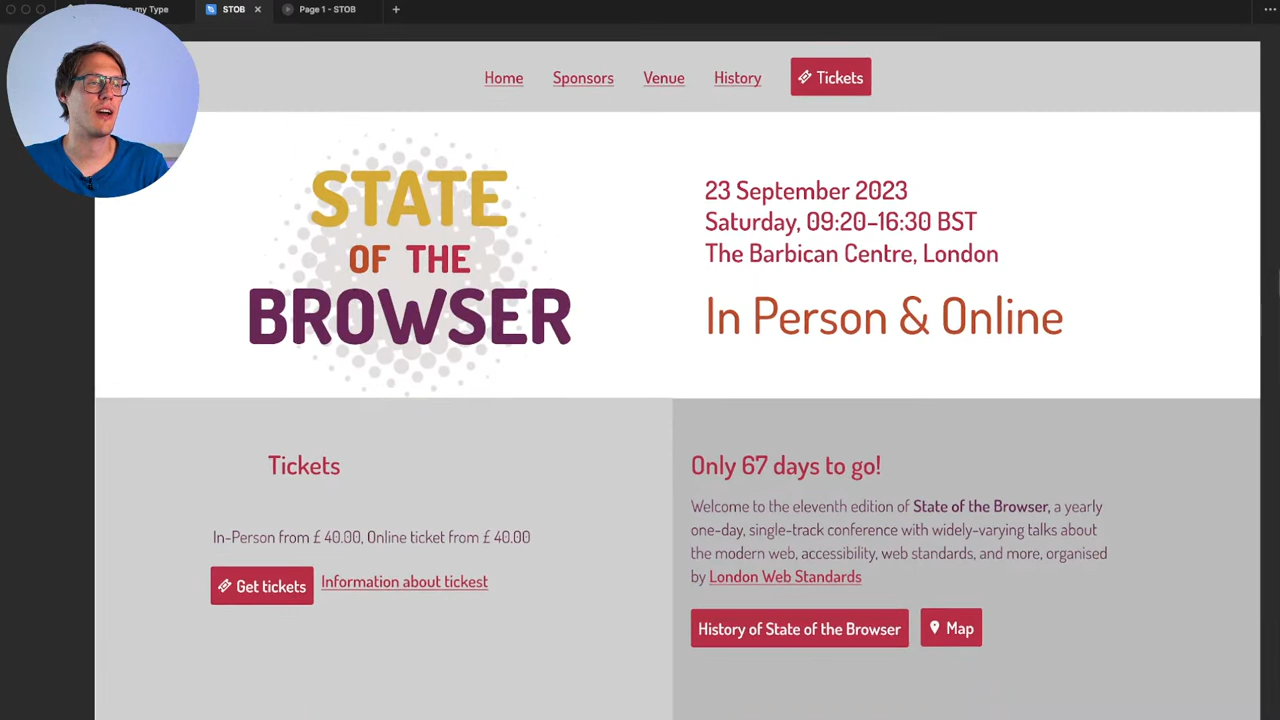 my Type
STOB
Page 1 - STOB
Home Sponsors Venue History Tickets
STATE
OF THE
BROWSER
23 September 2023
Saturday, 09:20–16:30 BST
The Barbican Centre, London
In Person & Online
Tickets
In-Person from £ 40.00, Online ticket from £ 40.00
Get tickets
Information about tickest
Only 67 days to go!
Welcome to the eleventh edition of State of the Browser, a yearly
one-day, single-track conference with widely-varying talks about
the modern web, accessibility, web standards, and more, organised
by London Web Standards
History of State of the Browser
Map